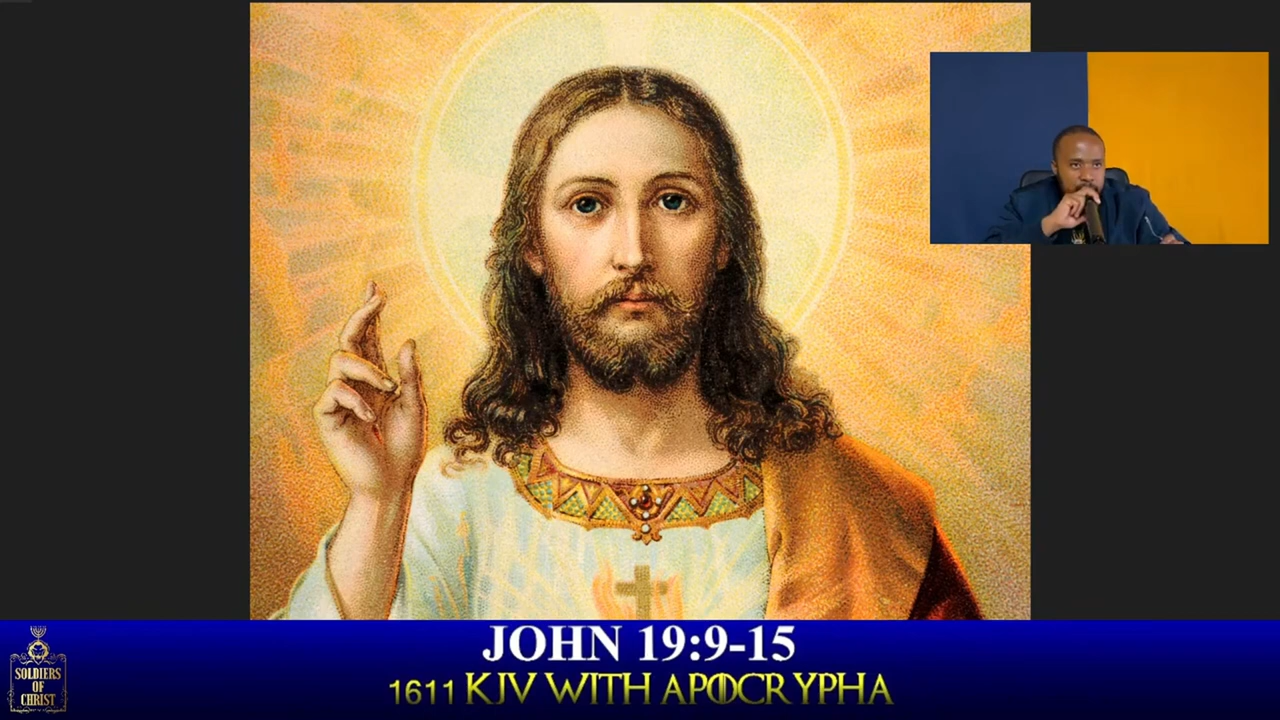 JOHN 19:9-15
1611 KJV WITH APOCRYPHA
SOLDIERS
OF
CHRIST